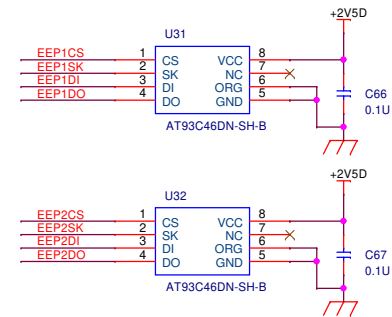 +2V5D
U31
EEP1CS 1 CS VCC 8
EEP1SK 2 SK NC 7
EEP1DI 3 DI ORG 6
EEP1DO 4 DO GND 5
AT93C46DN-SH-B
C66
0.1U
+2V5D
U32
EEP2CS 1 CS VCC 8
EEP2SK 2 SK NC 7
EEP2DI 3 DI ORG 6
EEP2DO 4 DO GND 5
AT93C46DN-SH-B
C67
0.1U